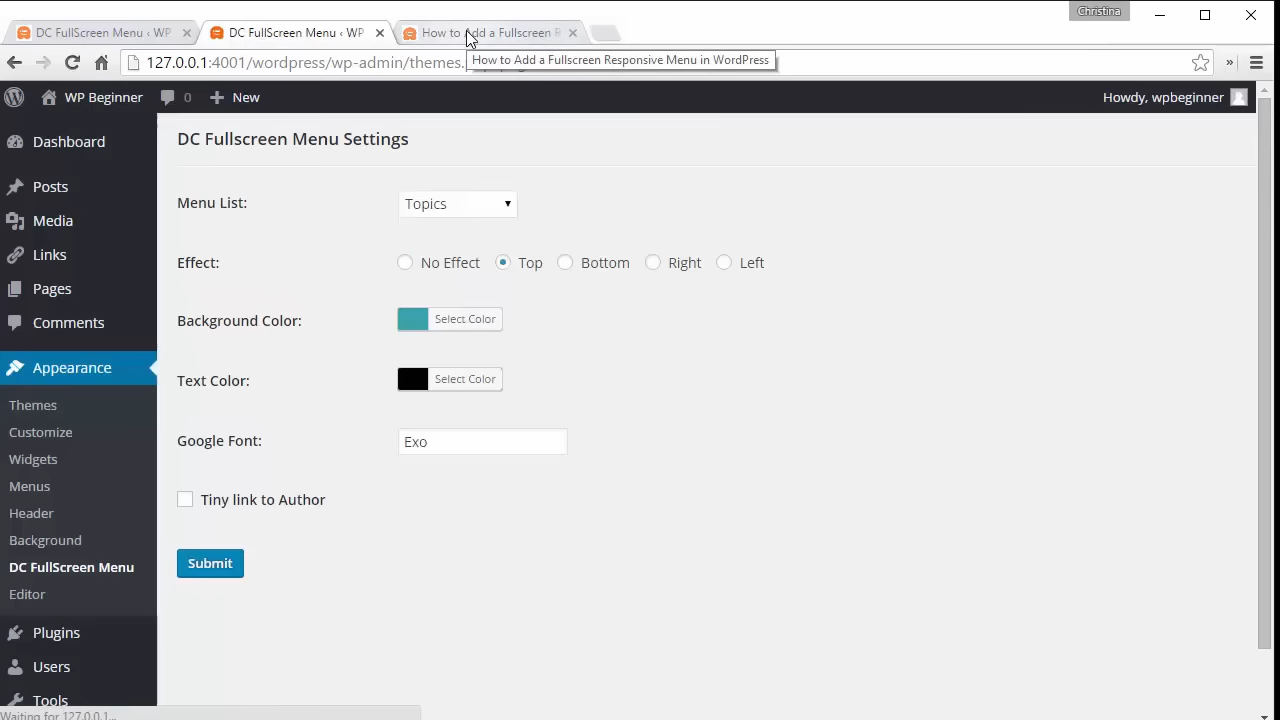 Christina
DC FullScreen Menu ‹ WP
DC FullScreen Menu ‹ WP
How to Add a Fullscreen R
127.0.0.1:4001/wordpress/wp-admin/themes.
How to Add a Fullscreen Responsive Menu in WordPress
WP Beginner
0
New
Howdy, wpbeginner
Dashboard
Posts
Media
Links
Pages
Comments
Appearance
Themes
Customize
Widgets
Menus
Header
Background
DC FullScreen Menu
Editor
Plugins
Users
Tools
DC Fullscreen Menu Settings
Menu List:
Topics
Effect:
No Effect Top Bottom Right Left
Background Color:
Select Color
Text Color:
Select Color
Google Font:
Exo
Tiny link to Author
Submit
Waiting for 127.0.0.1...